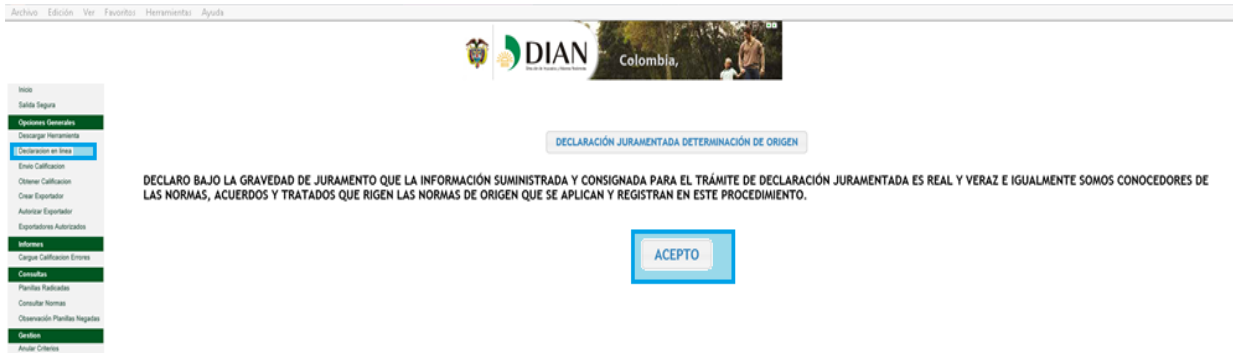 Archivo Edición Ver Favoritos Herramientas Ayuda
DIAN
Colombia,
Inicio
Salida Segura
Opciones Generales
Descargar Herramienta
Declaracion en linea
Envio Calificacion
Obtener Calificacion
Crear Exportador
Autorizar Exportador
Exportadores Autorizados
Informes
Cargue Calificacion Errores
Consultas
Planillas Radicadas
Consultar Normas
Observación Planillas Negadas
Gestion
Anular Criterios
DECLARACIÓN JURAMENTADA DETERMINACIÓN DE ORIGEN
DECLARO BAJO LA GRAVEDAD DE JURAMENTO QUE LA INFORMACIÓN SUMINISTRADA Y CONSIGNADA PARA EL TRÁMITE DE DECLARACIÓN JURAMENTADA ES REAL Y VERAZ E IGUALMENTE SOMOS CONOCEDORES DE
LAS NORMAS, ACUERDOS Y TRATADOS QUE RIGEN LAS NORMAS DE ORIGEN QUE SE APLICAN Y REGISTRAN EN ESTE PROCEDIMIENTO.
ACEPTO